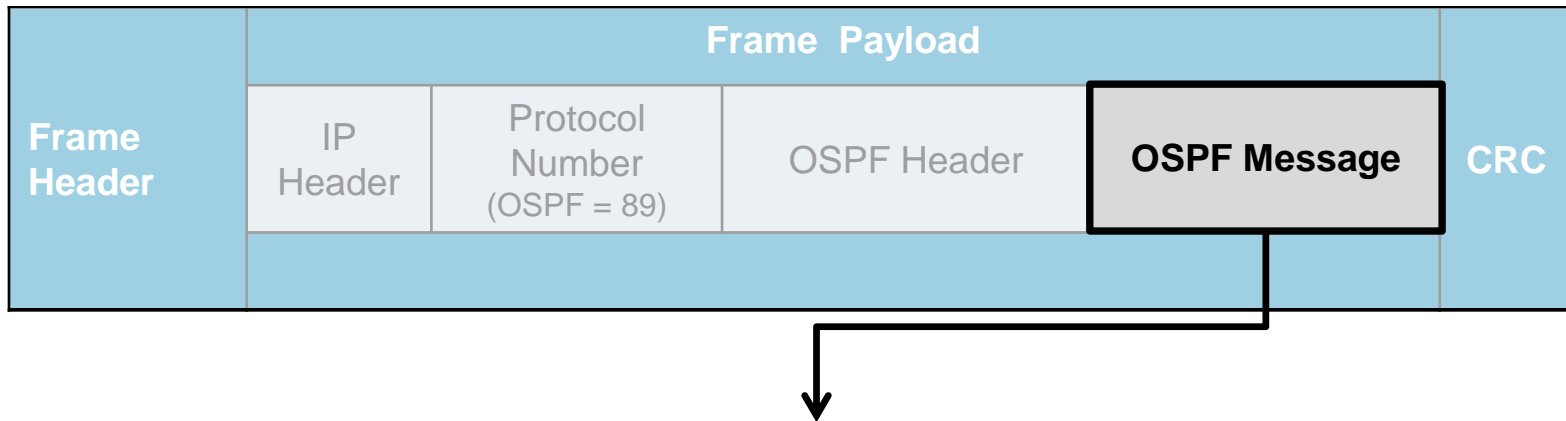 Frame Payload
Frame
Header
IP
Header
Protocol
Number
(OSPF = 89)
OSPF Header
OSPF Message
CRC